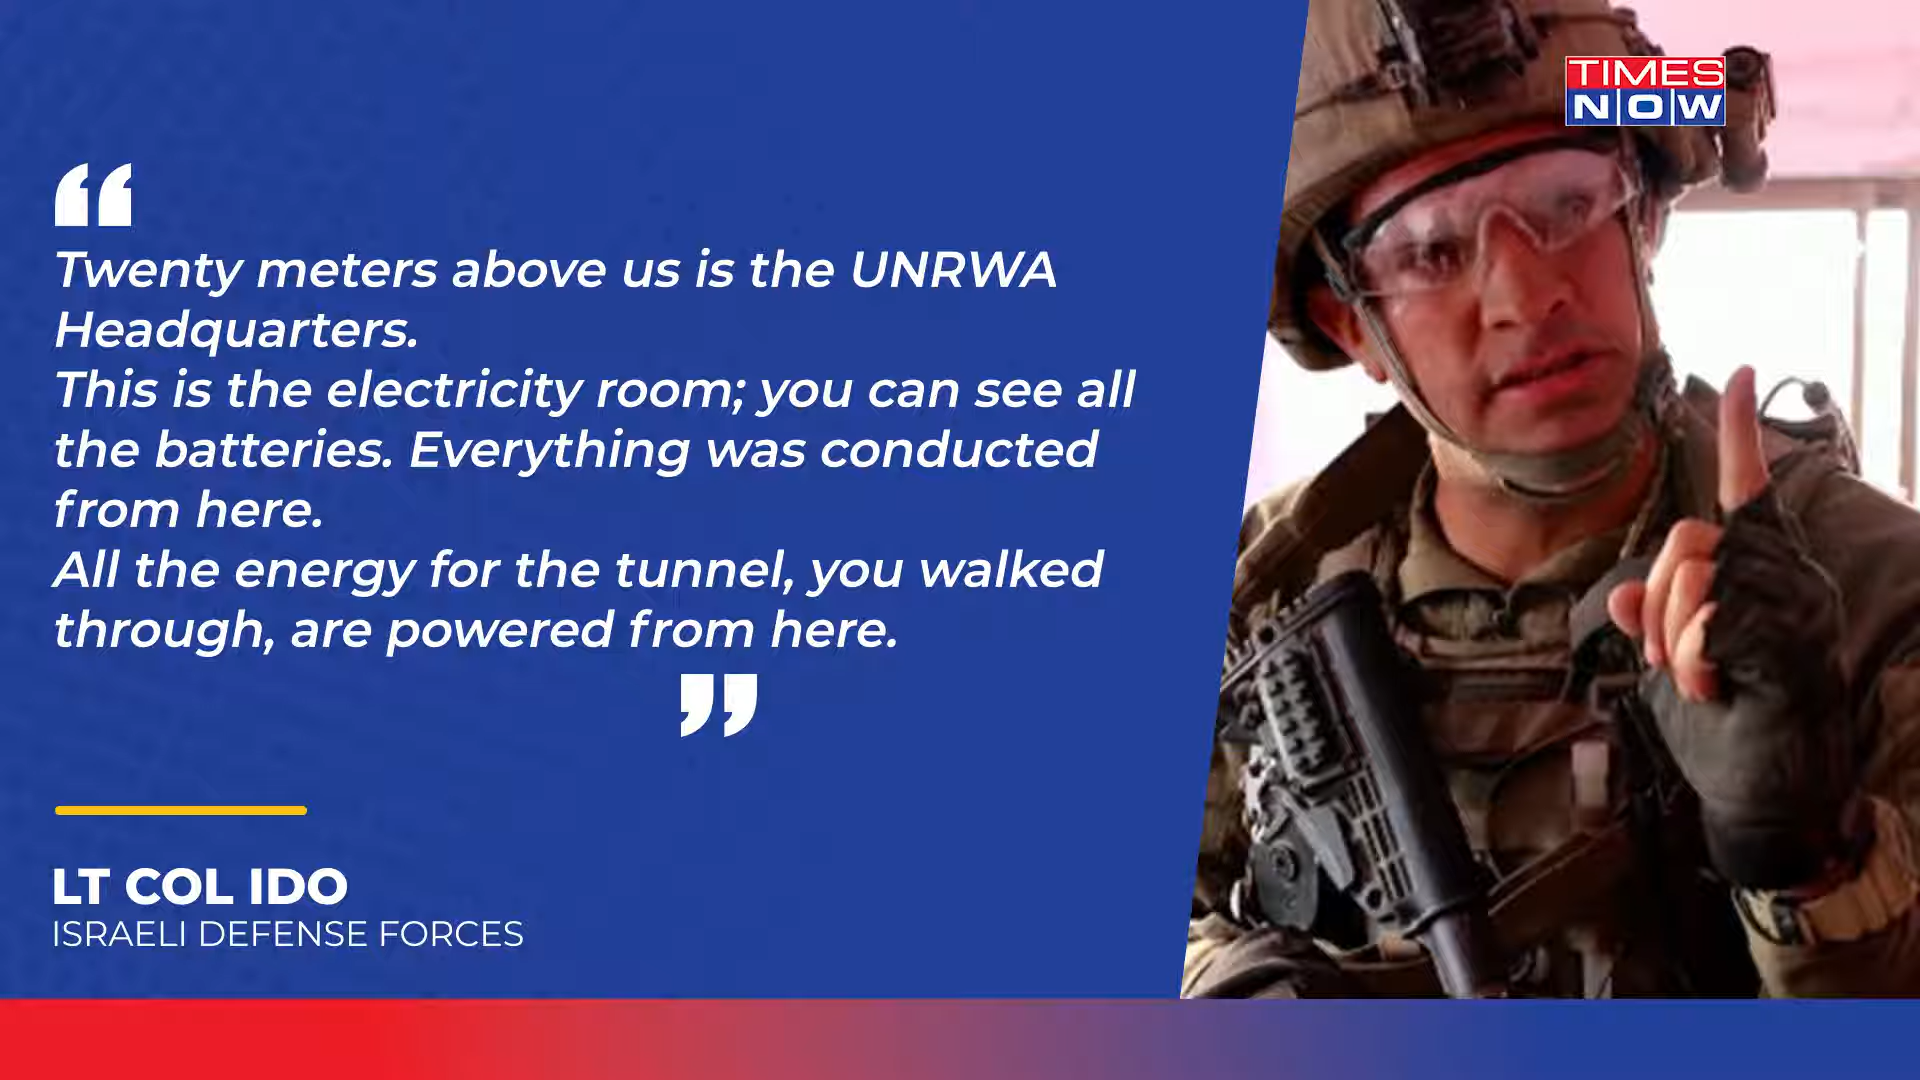 TIMES
NOW
“
Twenty meters above us is the UNRWA
Headquarters.
This is the electricity room; you can see all
the batteries. Everything was conducted
from here.
All the energy for the tunnel, you walked
through, are powered from here.
”
LT COL IDO
ISRAELI DEFENSE FORCES